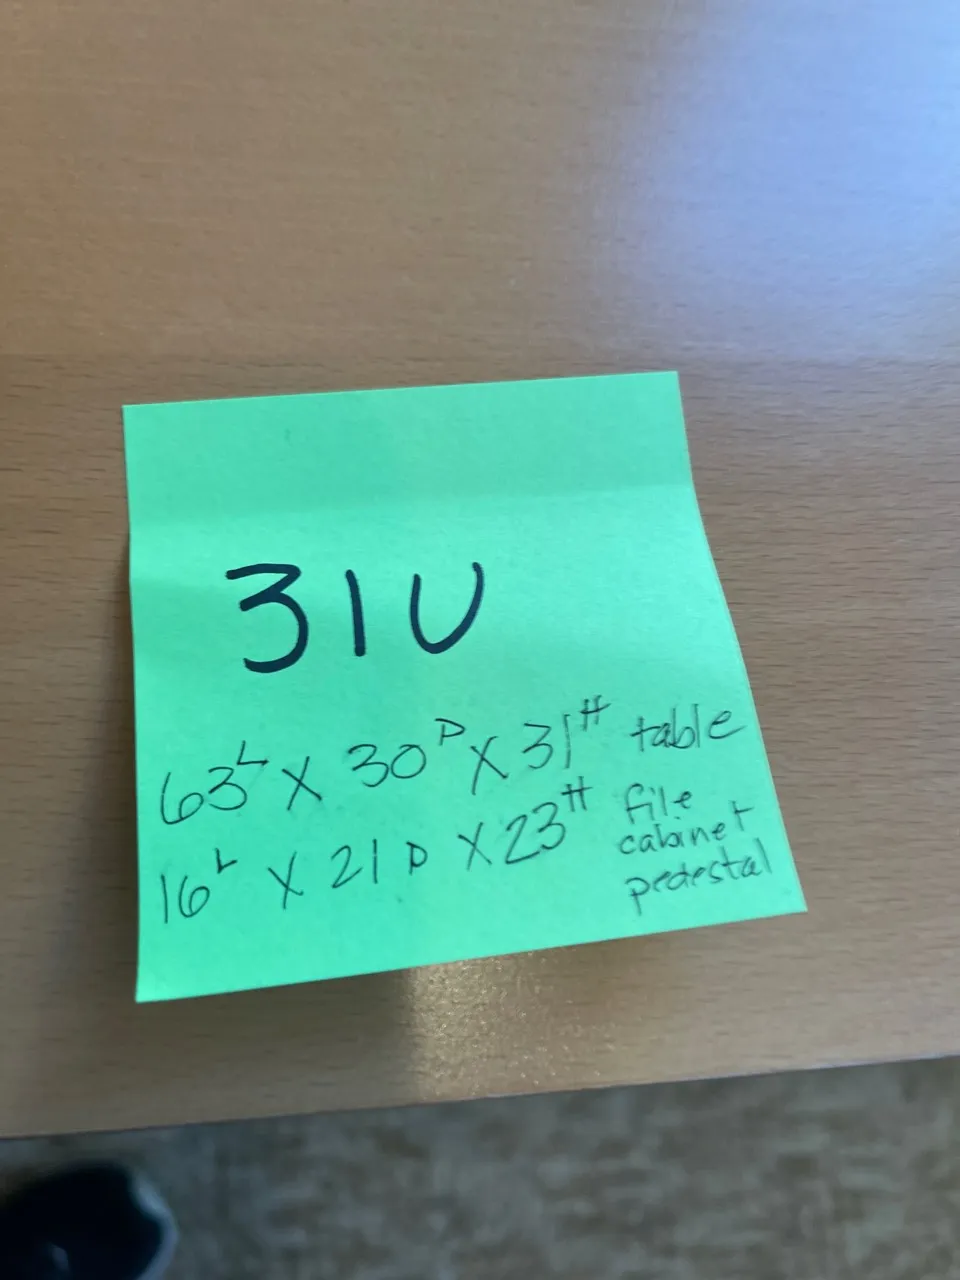 31U
63L X 30D X 31H table
16L X 21D X 23H file
cabinet
pedestal